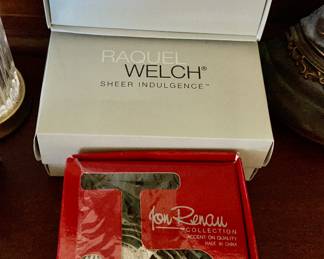 RAQUEL
WELCH®
SHEER INDULGENCE™
Jon Renau
COLLECTION
ACCENT ON QUALITY
MADE IN CHINA